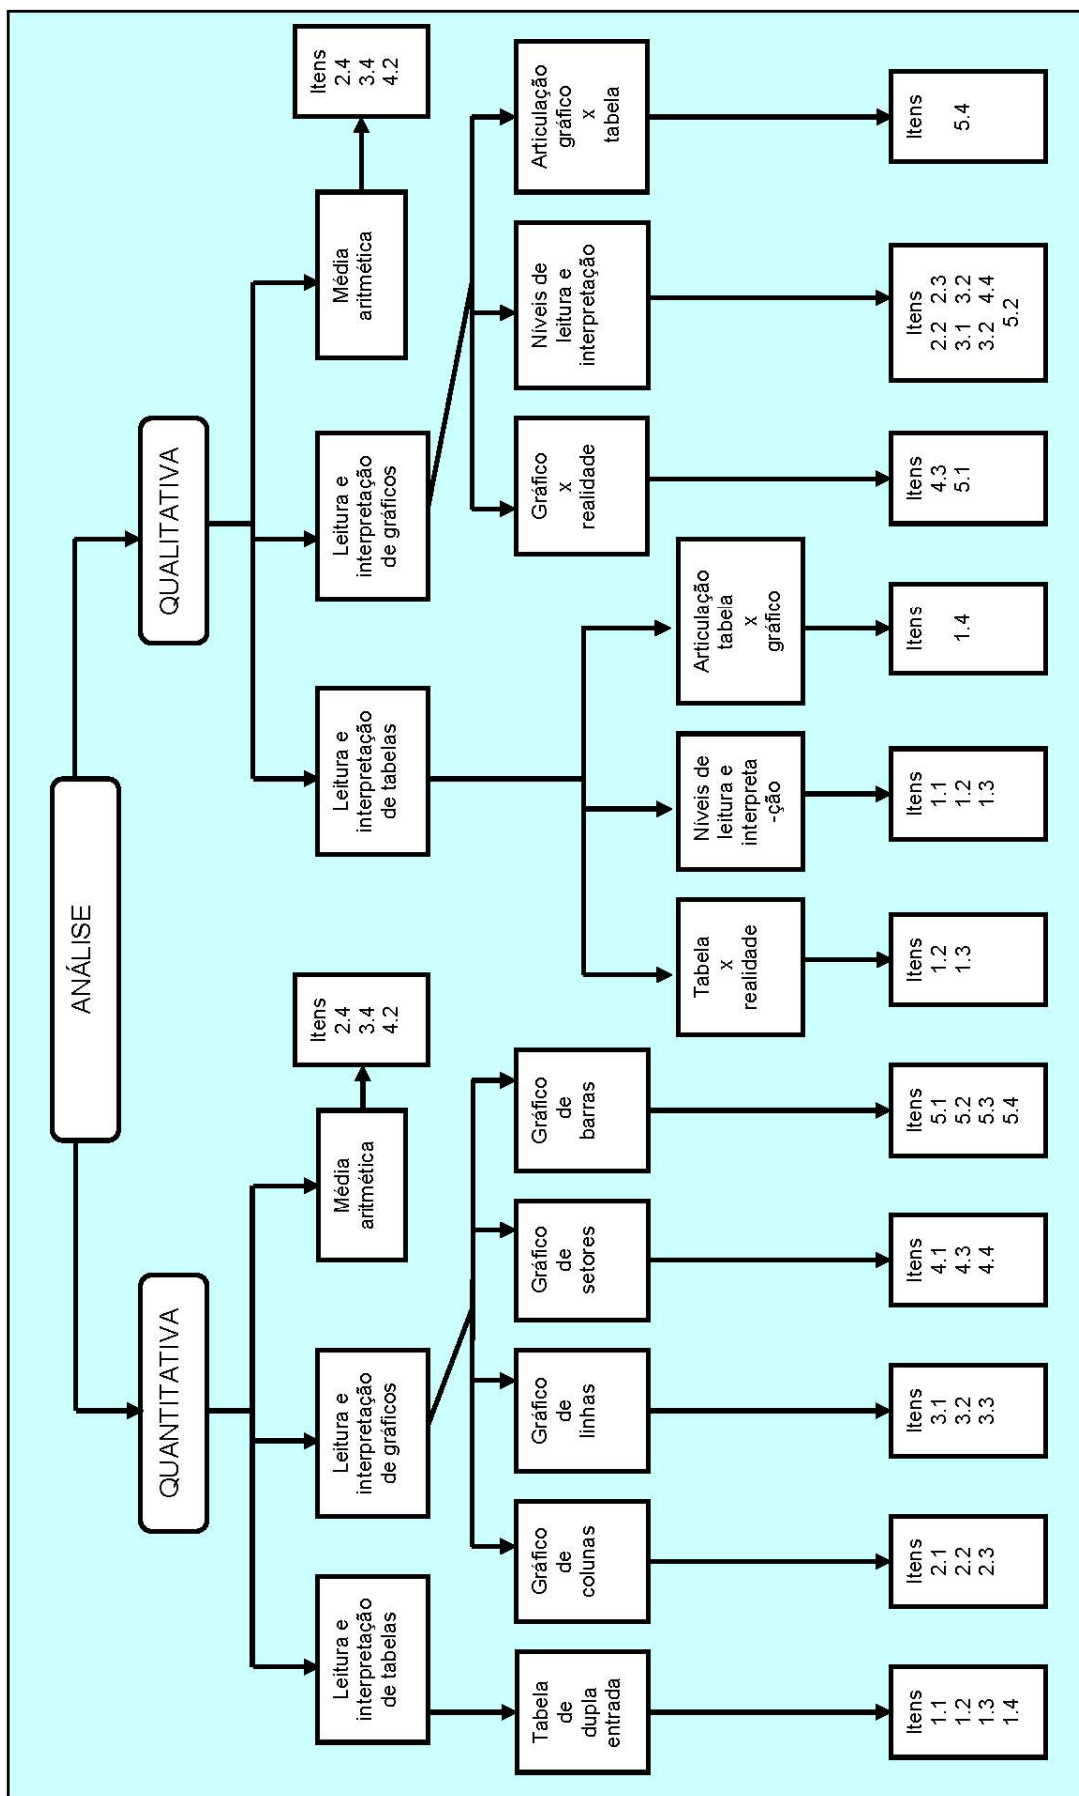 ANÁLISE
QUANTITATIVA
QUALITATIVA
Leitura e
interpretação
de tabelas
Leitura e
interpretação
de gráficos
Média
aritmética
Itens
2.4
3.4
4.2
Leitura e
interpretação
de tabelas
Leitura e
interpretação
de gráficos
Média
aritmética
Itens
2.4
3.4
4.2
Tabela
de
dupla
entrada
Gráfico
de
colunas
Gráfico
de
linhas
Gráfico
de
setores
Gráfico
de
barras
Gráfico
x
realidade
Níveis de
leitura e
interpretação
Articulação
gráfico
x
tabela
Tabela
x
realidade
Níveis de
leitura e
interpreta
-ção
Articulação
tabela
x
gráfico
Itens
1.1
1.2
1.3
1.4
Itens
2.1
2.2
2.3
Itens
3.1
3.2
3.3
Itens
4.1
4.3
4.4
Itens
5.1
5.2
5.3
5.4
Itens
1.2
1.3
Itens
1.1
1.2
1.3
Itens
1.4
Itens
4.3
5.1
Itens
2.2 2.3
3.1 3.2
3.2 4.4
5.2
Itens
5.4